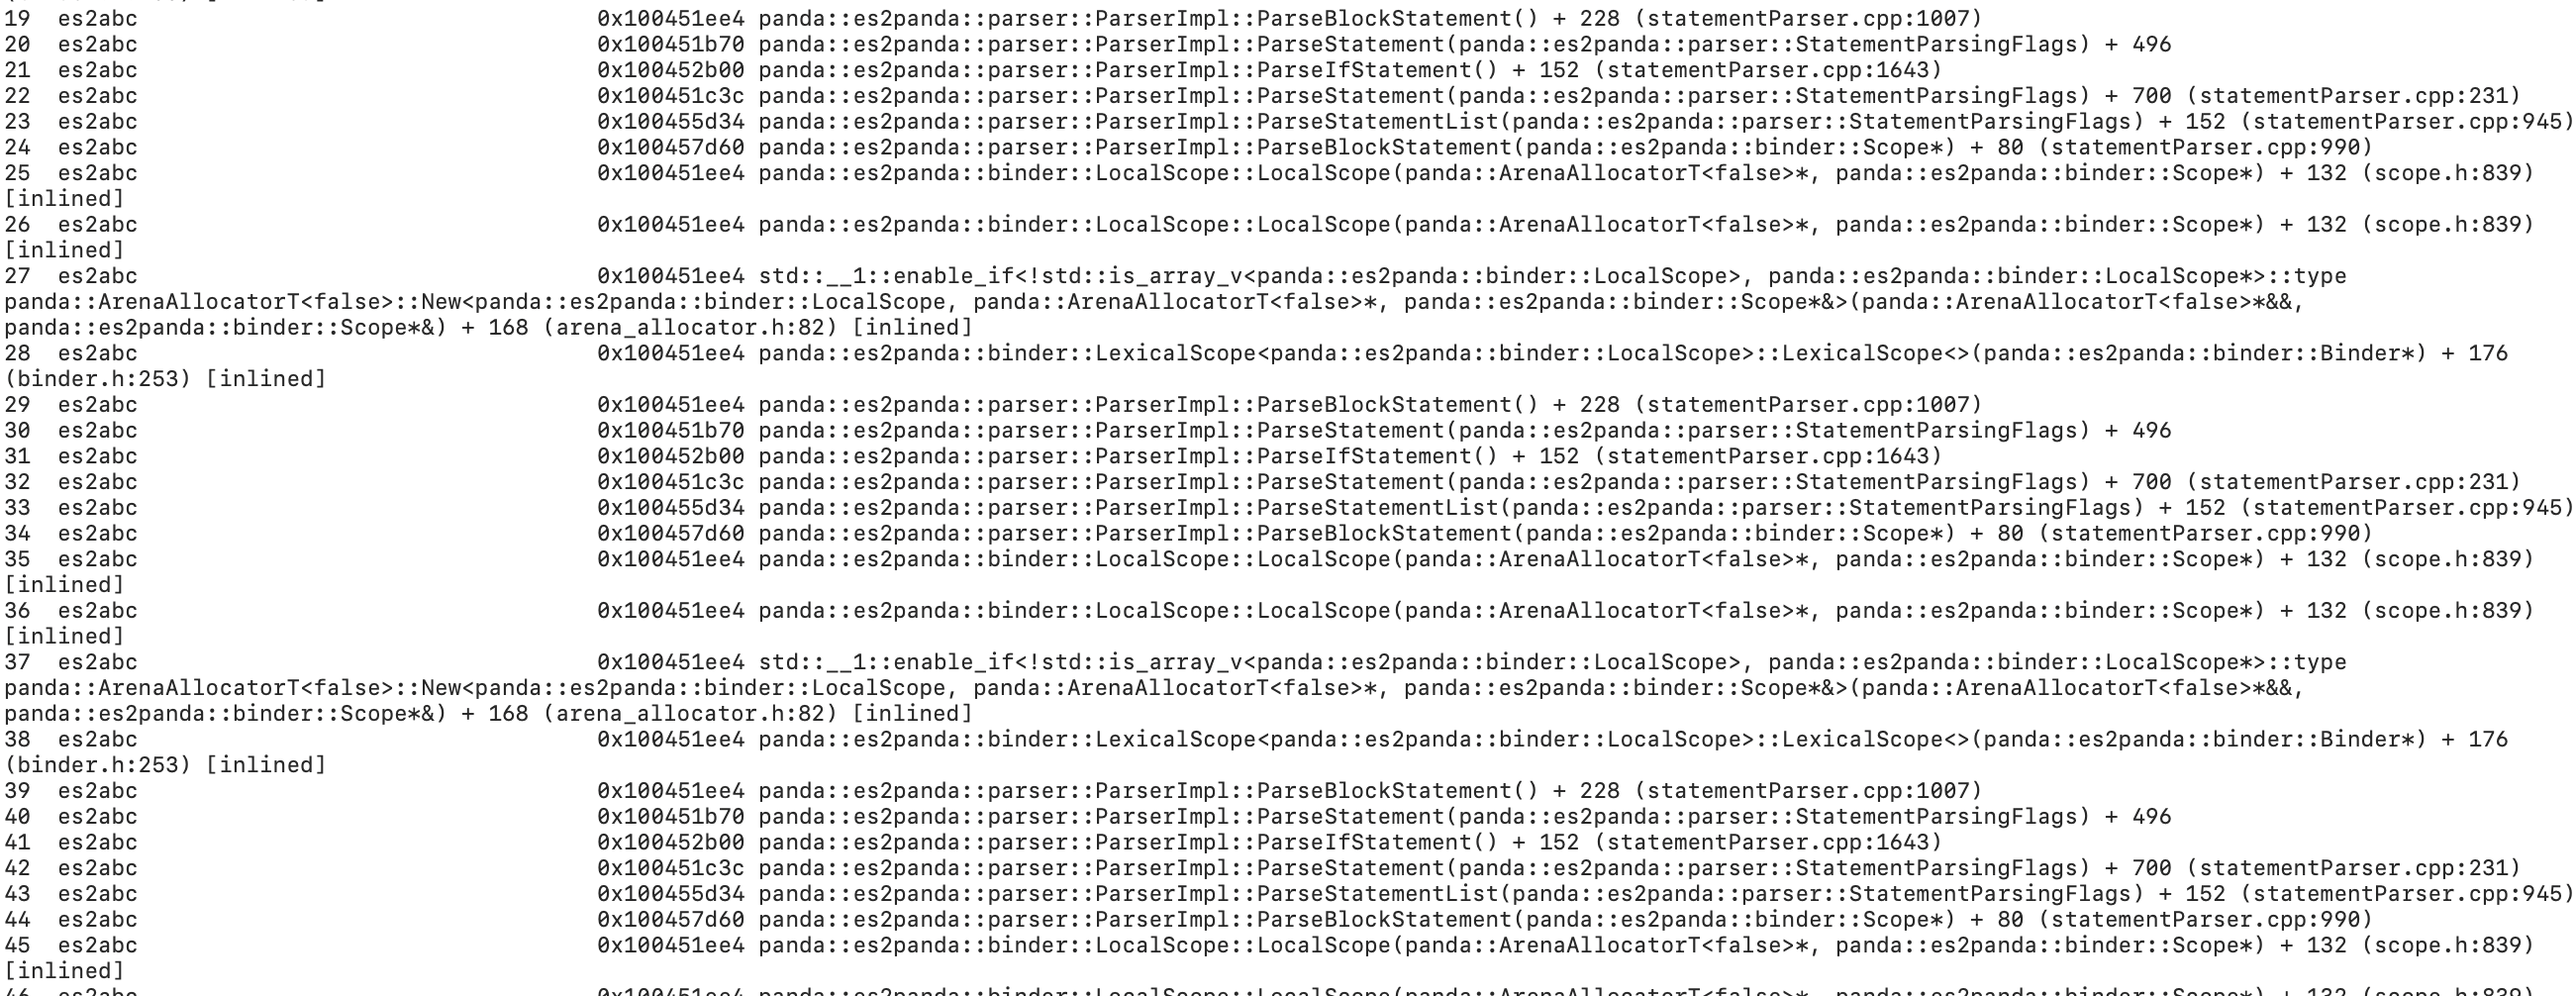 19 es2abc 0x100451ee4 panda::es2panda::parser::ParserImpl::ParseBlockStatement() + 228 (statementParser.cpp:1007)
20 es2abc 0x100451b70 panda::es2panda::parser::ParserImpl::ParseStatement(panda::es2panda::parser::StatementParsingFlags) + 496
21 es2abc 0x100452b00 panda::es2panda::parser::ParserImpl::ParseIfStatement() + 152 (statementParser.cpp:1643)
22 es2abc 0x100451c3c panda::es2panda::parser::ParserImpl::ParseStatement(panda::es2panda::parser::StatementParsingFlags) + 700 (statementParser.cpp:231)
23 es2abc 0x100455d34 panda::es2panda::parser::ParserImpl::ParseStatementList(panda::es2panda::parser::StatementParsingFlags) + 152 (statementParser.cpp:945)
24 es2abc 0x100457d60 panda::es2panda::parser::ParserImpl::ParseBlockStatement(panda::es2panda::binder::Scope*) + 80 (statementParser.cpp:990)
25 es2abc 0x100451ee4 panda::es2panda::binder::LocalScope::LocalScope(panda::ArenaAllocatorT<false>*, panda::es2panda::binder::Scope*) + 132 (scope.h:839)
[inlined]
26 es2abc 0x100451ee4 panda::es2panda::binder::LocalScope::LocalScope(panda::ArenaAllocatorT<false>*, panda::es2panda::binder::Scope*) + 132 (scope.h:839)
[inlined]
27 es2abc 0x100451ee4 std::__1::enable_if<!std::is_array_v<panda::es2panda::binder::LocalScope>, panda::es2panda::binder::LocalScope*>::type
panda::ArenaAllocatorT<false>::New<panda::es2panda::binder::LocalScope, panda::ArenaAllocatorT<false>*, panda::es2panda::binder::Scope*&>(panda::ArenaAllocatorT<false>*&&,
panda::es2panda::binder::Scope*&) + 168 (arena_allocator.h:82) [inlined]
28 es2abc 0x100451ee4 panda::es2panda::binder::LexicalScope<panda::es2panda::binder::LocalScope>::LexicalScope<>(panda::es2panda::binder::Binder*) + 176
(binder.h:253) [inlined]
29 es2abc 0x100451ee4 panda::es2panda::parser::ParserImpl::ParseBlockStatement() + 228 (statementParser.cpp:1007)
30 es2abc 0x100451b70 panda::es2panda::parser::ParserImpl::ParseStatement(panda::es2panda::parser::StatementParsingFlags) + 496
31 es2abc 0x100452b00 panda::es2panda::parser::ParserImpl::ParseIfStatement() + 152 (statementParser.cpp:1643)
32 es2abc 0x100451c3c panda::es2panda::parser::ParserImpl::ParseStatement(panda::es2panda::parser::StatementParsingFlags) + 700 (statementParser.cpp:231)
33 es2abc 0x100455d34 panda::es2panda::parser::ParserImpl::ParseStatementList(panda::es2panda::parser::StatementParsingFlags) + 152 (statementParser.cpp:945)
34 es2abc 0x100457d60 panda::es2panda::parser::ParserImpl::ParseBlockStatement(panda::es2panda::binder::Scope*) + 80 (statementParser.cpp:990)
35 es2abc 0x100451ee4 panda::es2panda::binder::LocalScope::LocalScope(panda::ArenaAllocatorT<false>*, panda::es2panda::binder::Scope*) + 132 (scope.h:839)
[inlined]
36 es2abc 0x100451ee4 panda::es2panda::binder::LocalScope::LocalScope(panda::ArenaAllocatorT<false>*, panda::es2panda::binder::Scope*) + 132 (scope.h:839)
[inlined]
37 es2abc 0x100451ee4 std::__1::enable_if<!std::is_array_v<panda::es2panda::binder::LocalScope>, panda::es2panda::binder::LocalScope*>::type
panda::ArenaAllocatorT<false>::New<panda::es2panda::binder::LocalScope, panda::ArenaAllocatorT<false>*, panda::es2panda::binder::Scope*&>(panda::ArenaAllocatorT<false>*&&,
panda::es2panda::binder::Scope*&) + 168 (arena_allocator.h:82) [inlined]
38 es2abc 0x100451ee4 panda::es2panda::binder::LexicalScope<panda::es2panda::binder::LocalScope>::LexicalScope<>(panda::es2panda::binder::Binder*) + 176
(binder.h:253) [inlined]
39 es2abc 0x100451ee4 panda::es2panda::parser::ParserImpl::ParseBlockStatement() + 228 (statementParser.cpp:1007)
40 es2abc 0x100451b70 panda::es2panda::parser::ParserImpl::ParseStatement(panda::es2panda::parser::StatementParsingFlags) + 496
41 es2abc 0x100452b00 panda::es2panda::parser::ParserImpl::ParseIfStatement() + 152 (statementParser.cpp:1643)
42 es2abc 0x100451c3c panda::es2panda::parser::ParserImpl::ParseStatement(panda::es2panda::parser::StatementParsingFlags) + 700 (statementParser.cpp:231)
43 es2abc 0x100455d34 panda::es2panda::parser::ParserImpl::ParseStatementList(panda::es2panda::parser::StatementParsingFlags) + 152 (statementParser.cpp:945)
44 es2abc 0x100457d60 panda::es2panda::parser::ParserImpl::ParseBlockStatement(panda::es2panda::binder::Scope*) + 80 (statementParser.cpp:990)
45 es2abc 0x100451ee4 panda::es2panda::binder::LocalScope::LocalScope(panda::ArenaAllocatorT<false>*, panda::es2panda::binder::Scope*) + 132 (scope.h:839)
[inlined]